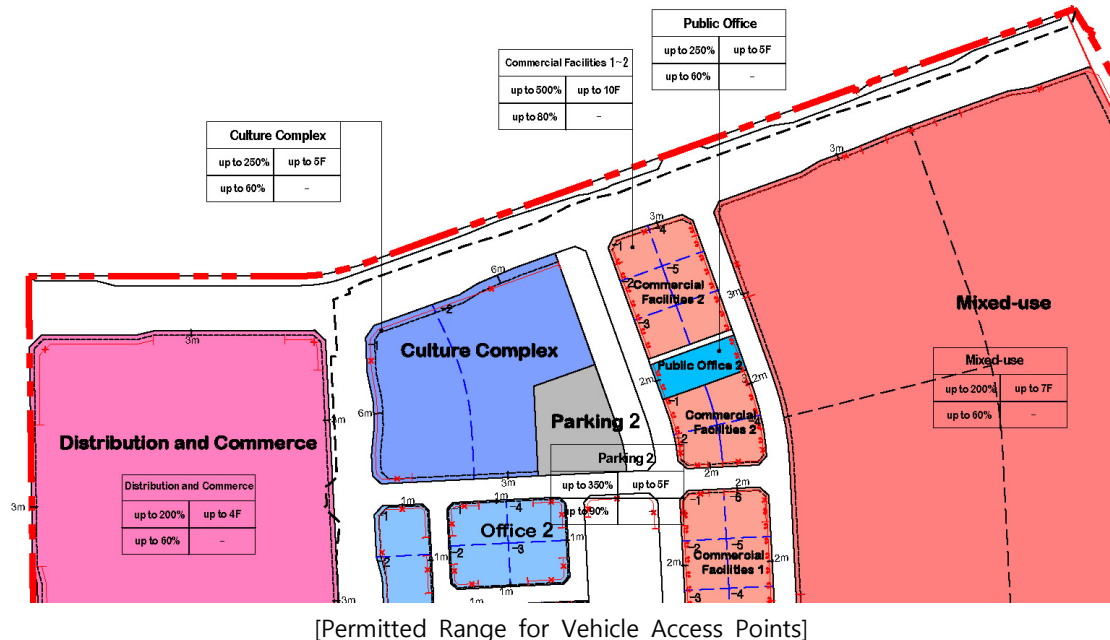 Public Office
up to 250% up to 5F
up to 60% -
Commercial Facilities 1~2
up to 500% up to 10F
up to 80% -
Culture Complex
up to 250% up to 5F
up to 60% -
3m
-4
-1
3m
-5
-2
Commercial
Facilities 2
-3
3m
6m
-2
-1
Culture Complex
6m
3m
3m
Mixed-use
Mixed-use
up to 200% up to 7F
up to 60% -
Public Office 2
2m
2m
-1
Commercial
Facilities 2
-2
2m
Parking 2
Parking 2
up to 350% up to 5F
up to 90%
Distribution and Commerce
Distribution and Commerce
up to 200% up to 4F
up to 60% -
3m
3m
3m
1m
1m
-1
-2
1m
-4
Office 2
-2
-3
1m
1m
1m
2m
-1
-6
-2
-5
Commercial
Facilities 1
2m
-3
-4
[Permitted Range for Vehicle Access Points]